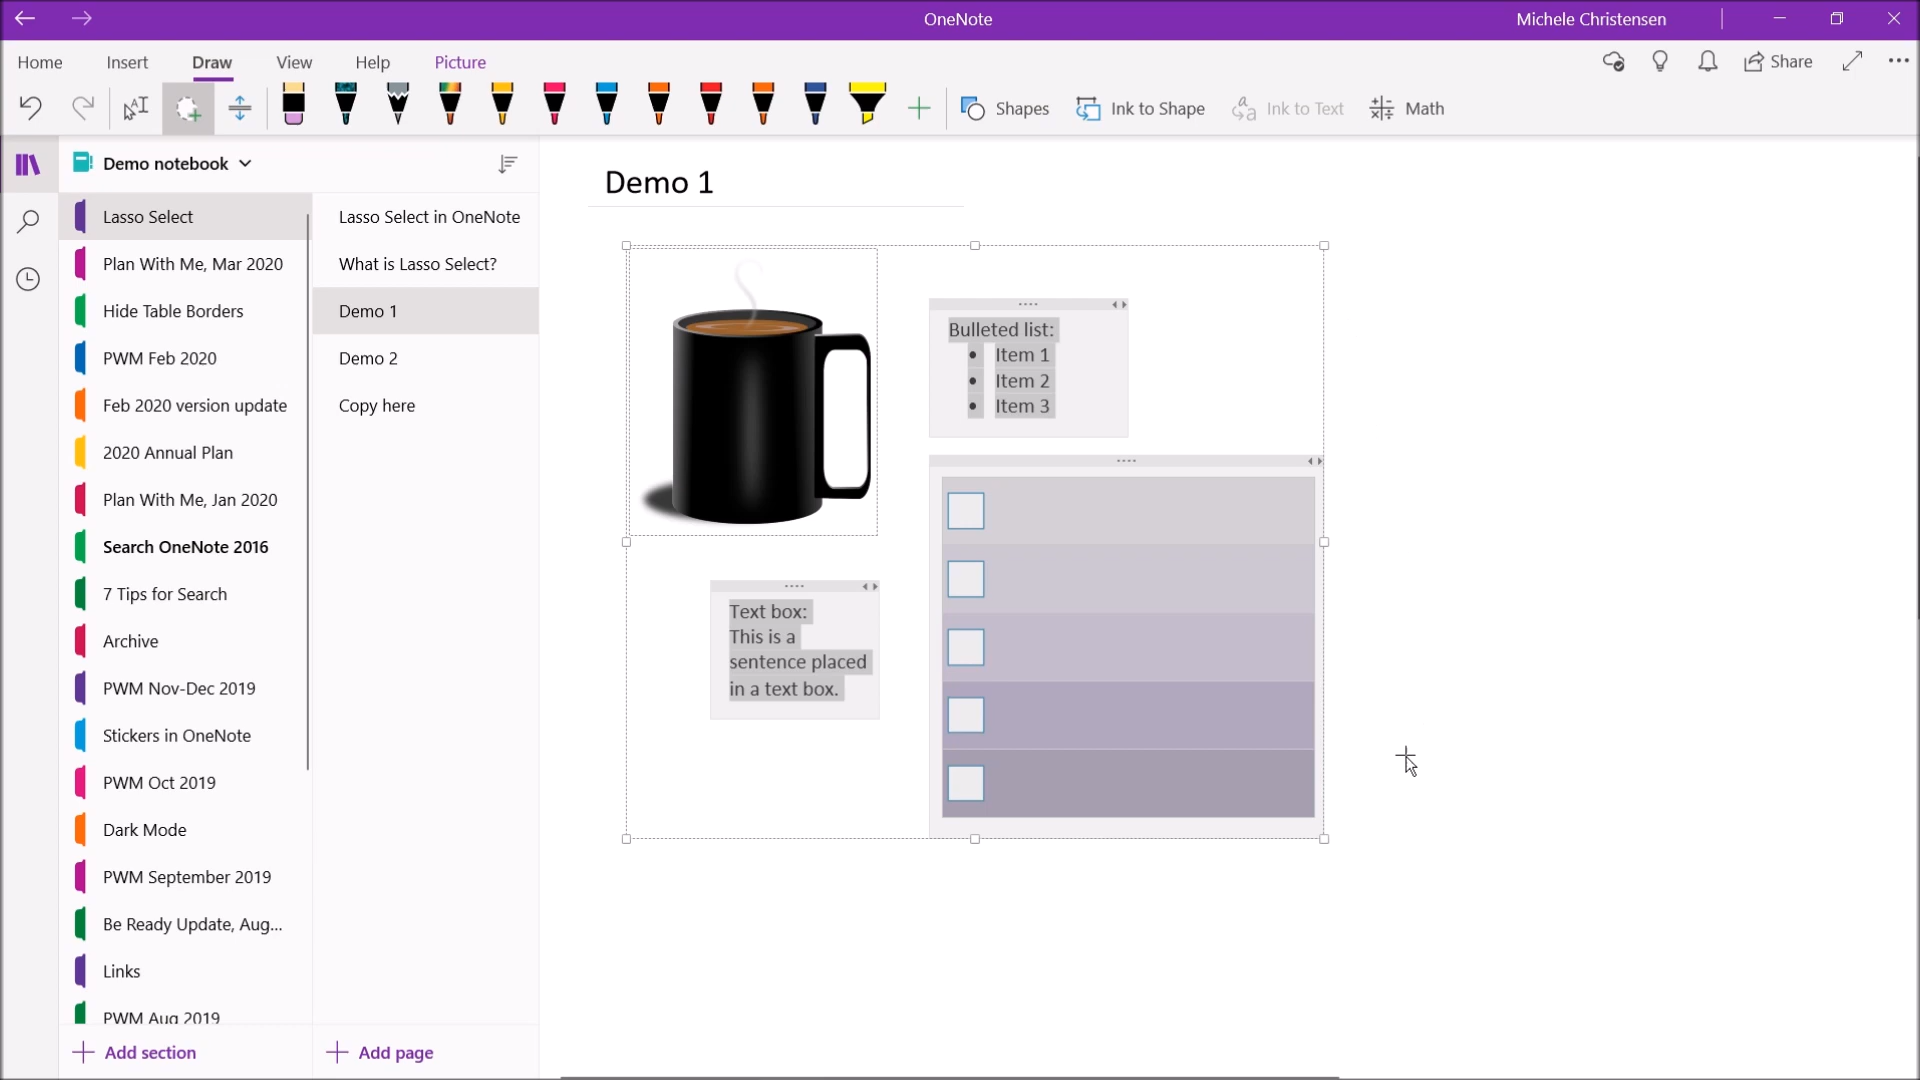 OneNote
Michele Christensen
Home
Insert
Draw
View
Help
Picture
Share
Shapes
Ink to Shape
Ink to Text
Math
Demo notebook
Lasso Select
Plan With Me, Mar 2020
Hide Table Borders
PWM Feb 2020
Feb 2020 version update
2020 Annual Plan
Plan With Me, Jan 2020
Search OneNote 2016
7 Tips for Search
Archive
PWM Nov-Dec 2019
Stickers in OneNote
PWM Oct 2019
Dark Mode
PWM September 2019
Be Ready Update, Aug...
Links
PWM Aug 2019
Add section
Lasso Select in OneNote
What is Lasso Select?
Demo 1
Demo 2
Copy here
Add page
Demo 1
Bulleted list:
• Item 1
• Item 2
• Item 3
Text box:
This is a
sentence placed
in a text box.